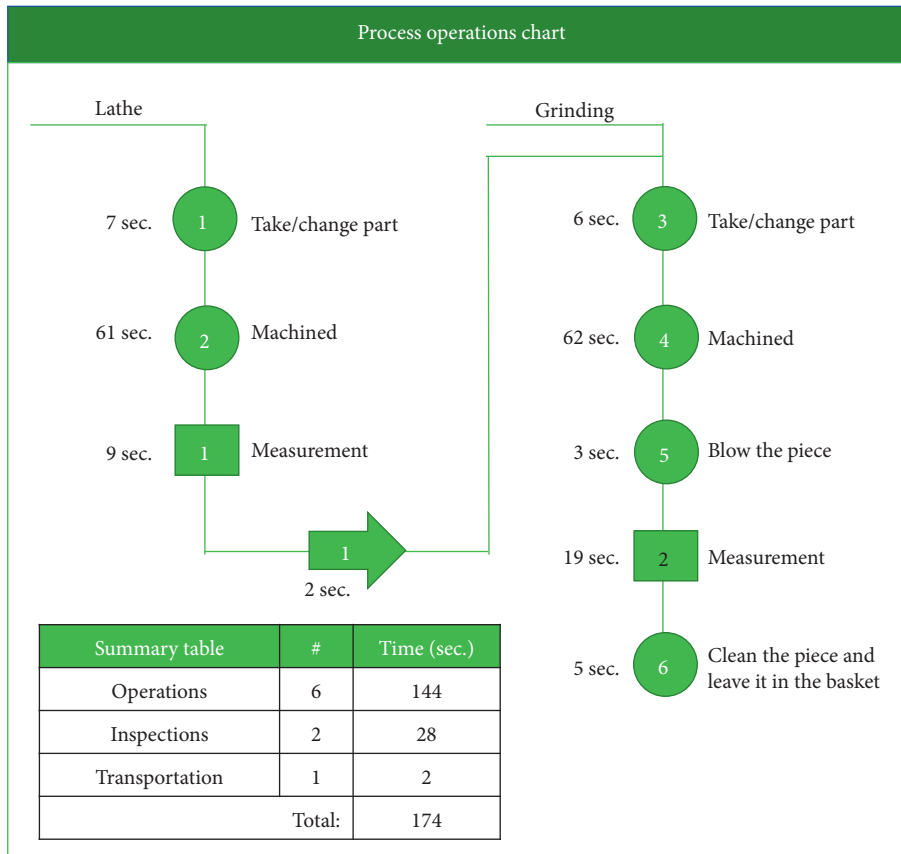 Process operations chart
Lathe
7 sec.
1
Take/change part
61 sec.
2
Machined
9 sec.
1
Measurement
1
2 sec.
Grinding
6 sec.
3
Take/change part
62 sec.
4
Machined
3 sec.
5
Blow the piece
19 sec.
2
Measurement
5 sec.
6
Clean the piece and
leave it in the basket
Summary table # Time (sec.)
Operations 6 144
Inspections 2 28
Transportation 1 2
Total: 174